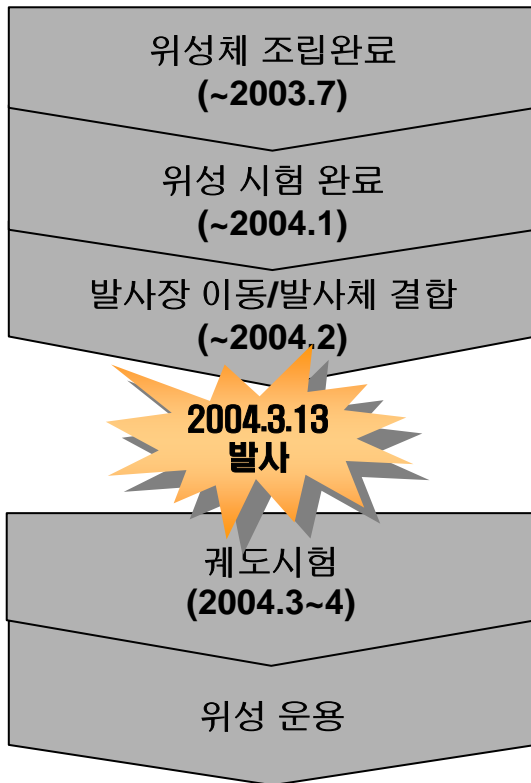 위성체 조립완료
(~2003.7)
위성 시험 완료
(~2004.1)
발사장 이동/발사체 결합
(~2004.2)
2004.3.13
발사
궤도시험
(2004.3~4)
위성 운용